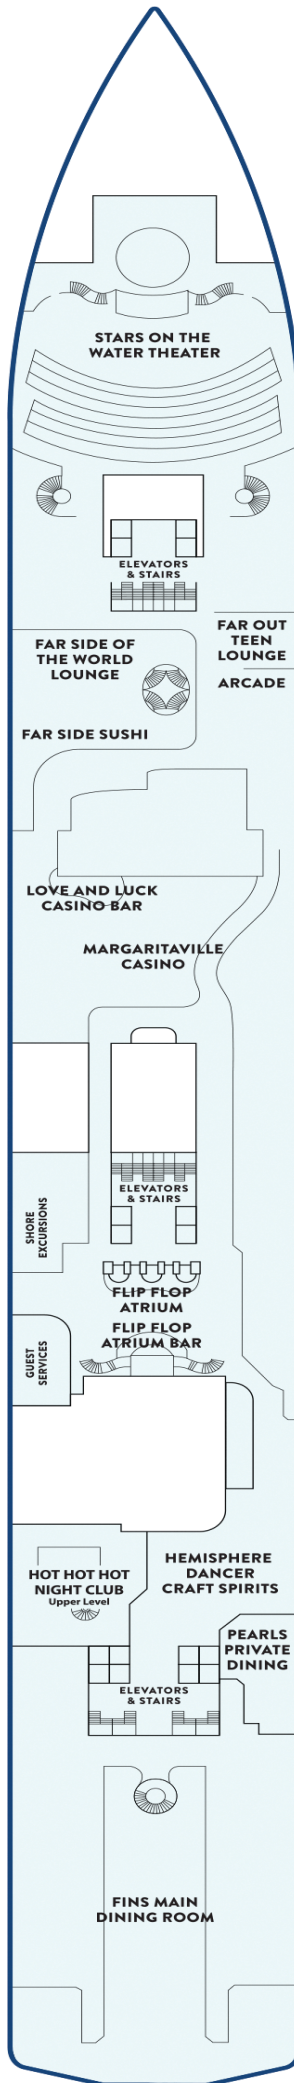 STARS ON THE
WATER THEATER
ELEVATORS
& STAIRS
FAR OUT
TEEN
LOUNGE
ARCADE
FAR SIDE OF
THE WORLD
LOUNGE
FAR SIDE SUSHI
LOVE AND LUCK
CASINO BAR
MARGARITAVILLE
CASINO
ELEVATORS
& STAIRS
SHORE
EXCURSIONS
FLIP FLOP
ATRIUM
FLIP FLOP
ATRIUM BAR
GUEST
SERVICES
HOT HOT HOT
NIGHT CLUB
Upper Level
HEMISPHERE
DANCER
CRAFT SPIRITS
PEARLS
PRIVATE
DINING
ELEVATORS
& STAIRS
FINS MAIN
DINING ROOM